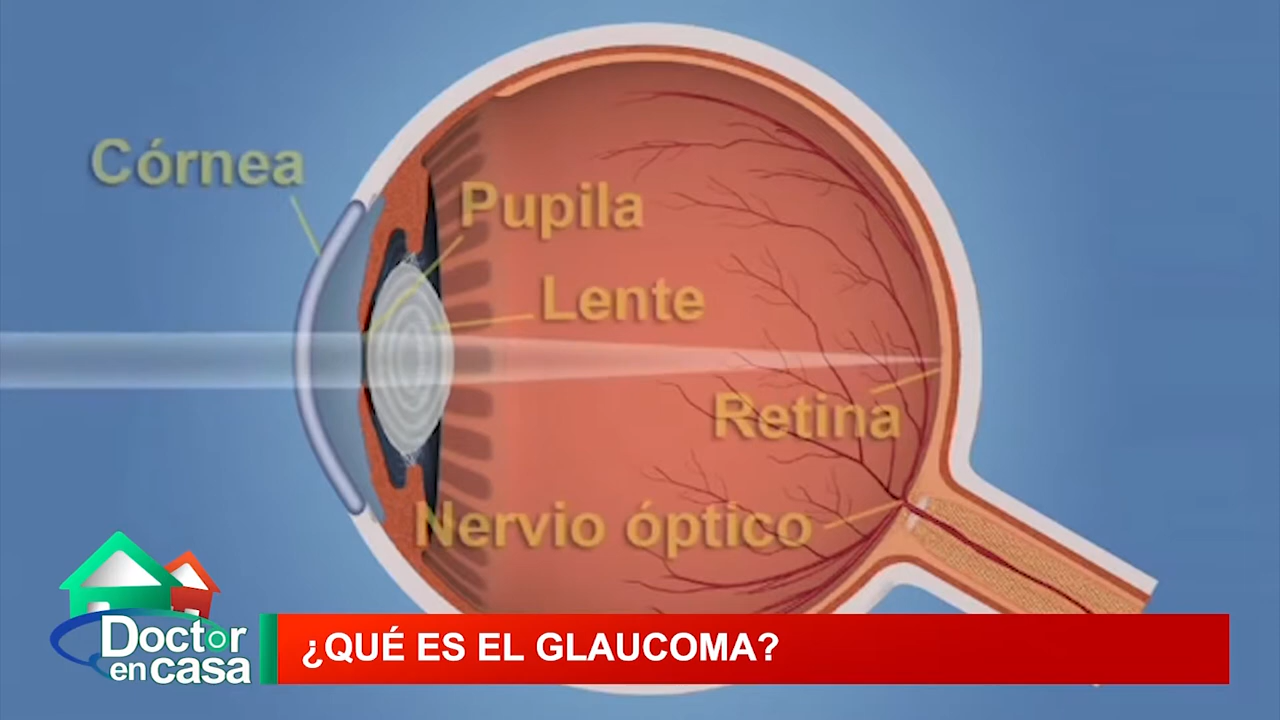 Córnea
Pupila
Lente
Retina
Nervio óptico
Doctor
en casa
¿QUÉ ES EL GLAUCOMA?